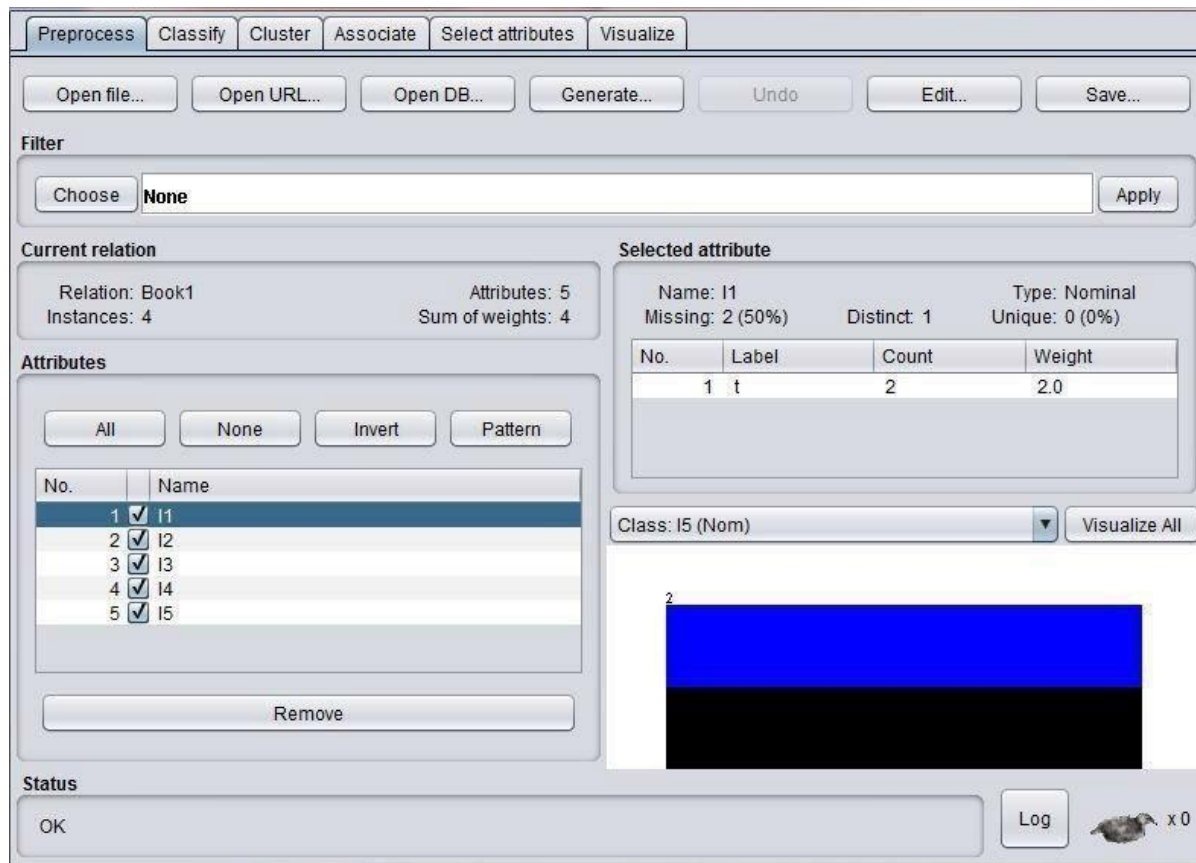 Preprocess Classify Cluster Associate Select attributes Visualize
Open file... Open URL... Open DB... Generate... Undo Edit... Save...
Filter
Choose None Apply
Current relation
Relation: Book1 Attributes: 5
Instances: 4 Sum of weights: 4
Selected attribute
Name: I1 Type: Nominal
Missing: 2 (50%) Distinct: 1 Unique: 0 (0%)
No. Label Count Weight
1 t 2 2.0
Attributes
All None Invert Pattern
No. Name
1 I1
2 I2
3 I3
4 I4
5 I5
Remove
Class: I5 (Nom) Visualize All
2
Status
OK
Log x 0